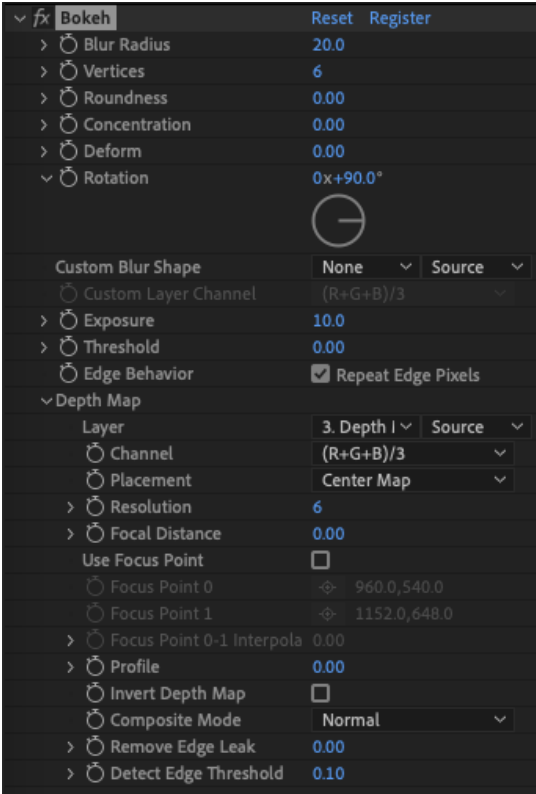 fx Bokeh Reset Register
Blur Radius 20.0
Vertices 6
Roundness 0.00
Concentration 0.00
Deform 0.00
Rotation 0x+90.0°
Custom Blur Shape None Source
Custom Layer Channel (R+G+B)/3
Exposure 10.0
Threshold 0.00
Edge Behavior Repeat Edge Pixels
Depth Map
Layer 3. Depth I Source
Channel (R+G+B)/3
Placement Center Map
Resolution 6
Focal Distance 0.00
Use Focus Point
Focus Point 0 960.0,540.0
Focus Point 1 1152.0,648.0
Focus Point 0-1 Interpola 0.00
Profile 0.00
Invert Depth Map
Composite Mode Normal
Remove Edge Leak 0.00
Detect Edge Threshold 0.10